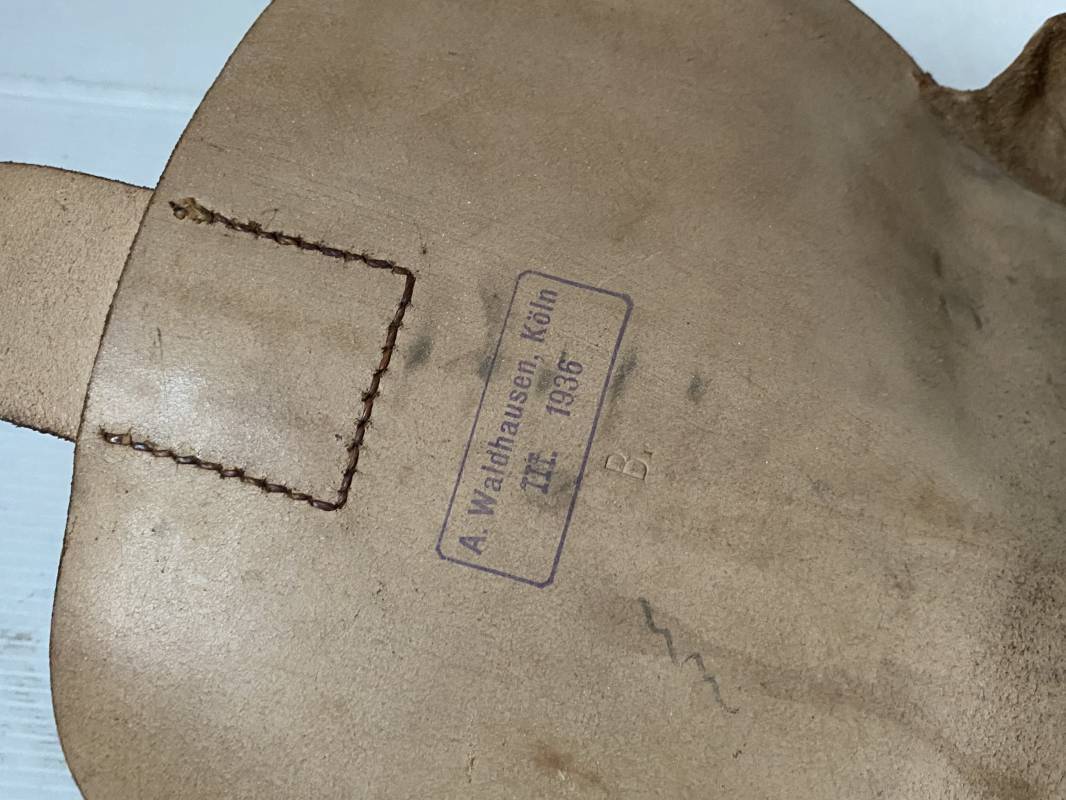 A. Waldhausen, Köln
III. 1936
B.